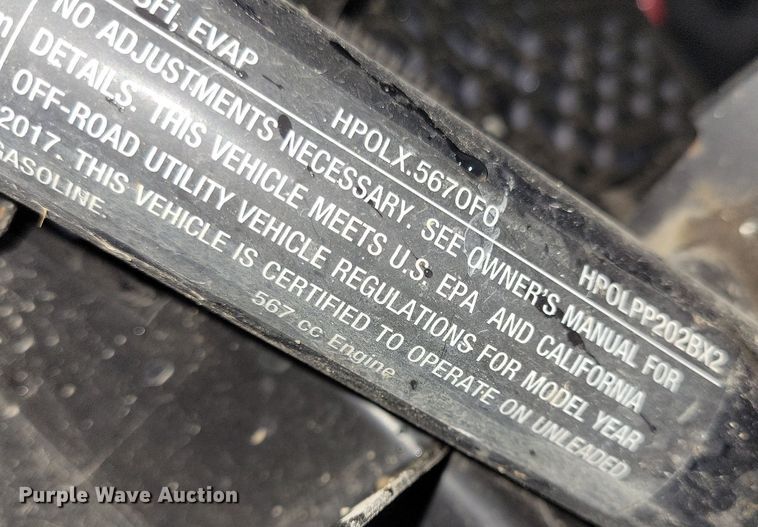 SFI, EVAP
HPOLX.5670FO
HPOLPP202BX2
NO ADJUSTMENTS NECESSARY. SEE OWNER'S MANUAL FOR
DETAILS. THIS VEHICLE MEETS U.S. EPA AND CALIFORNIA
OFF-ROAD UTILITY VEHICLE REGULATIONS FOR MODEL YEAR
2017. THIS VEHICLE IS CERTIFIED TO OPERATE ON UNLEADED
GASOLINE.
567 cc Engine
Purple Wave Auction